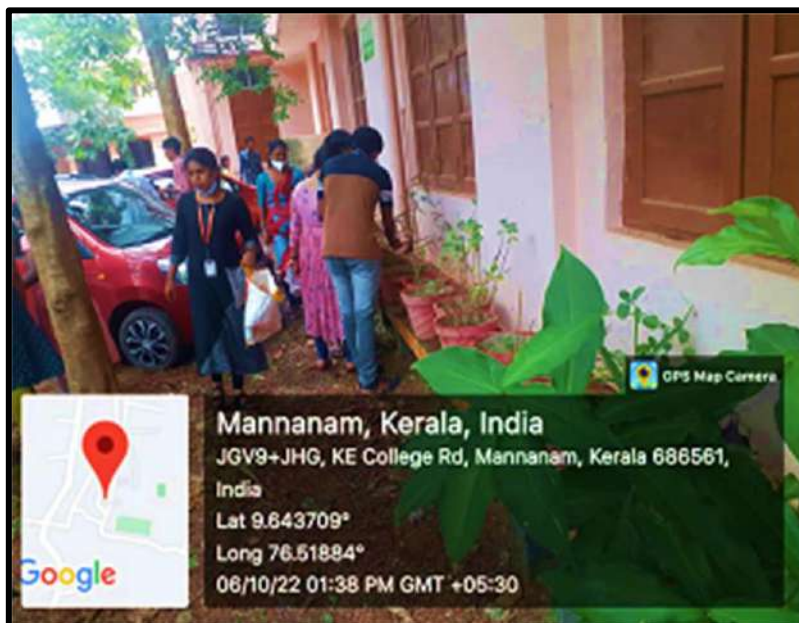 GPS Map Camera
Mannanam, Kerala, India
JGV9+JHG, KE College Rd, Mannanam, Kerala 686561,
India
Lat 9.643709°
Long 76.51884°
06/10/22 01:38 PM GMT +05:30
Google